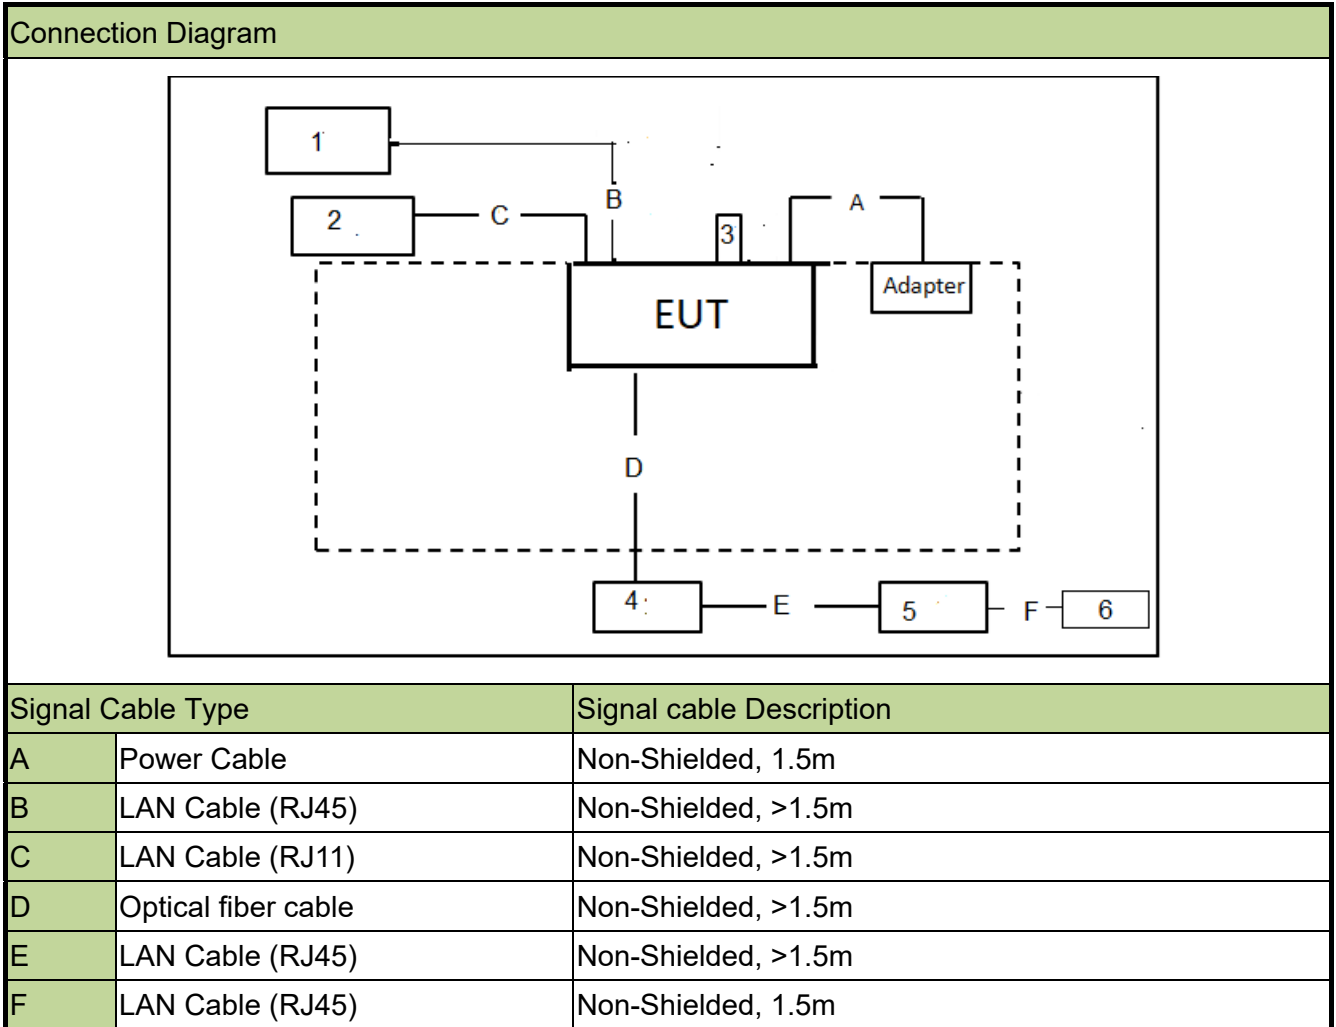 Connection Diagram
1
2
C
B
3
A
Adapter
EUT
D
4
E
5
F
6
Signal Cable Type
Signal cable Description
A Power Cable Non-Shielded, 1.5m
B LAN Cable (RJ45) Non-Shielded, >1.5m
C LAN Cable (RJ11) Non-Shielded, >1.5m
D Optical fiber cable Non-Shielded, >1.5m
E LAN Cable (RJ45) Non-Shielded, >1.5m
F LAN Cable (RJ45) Non-Shielded, 1.5m